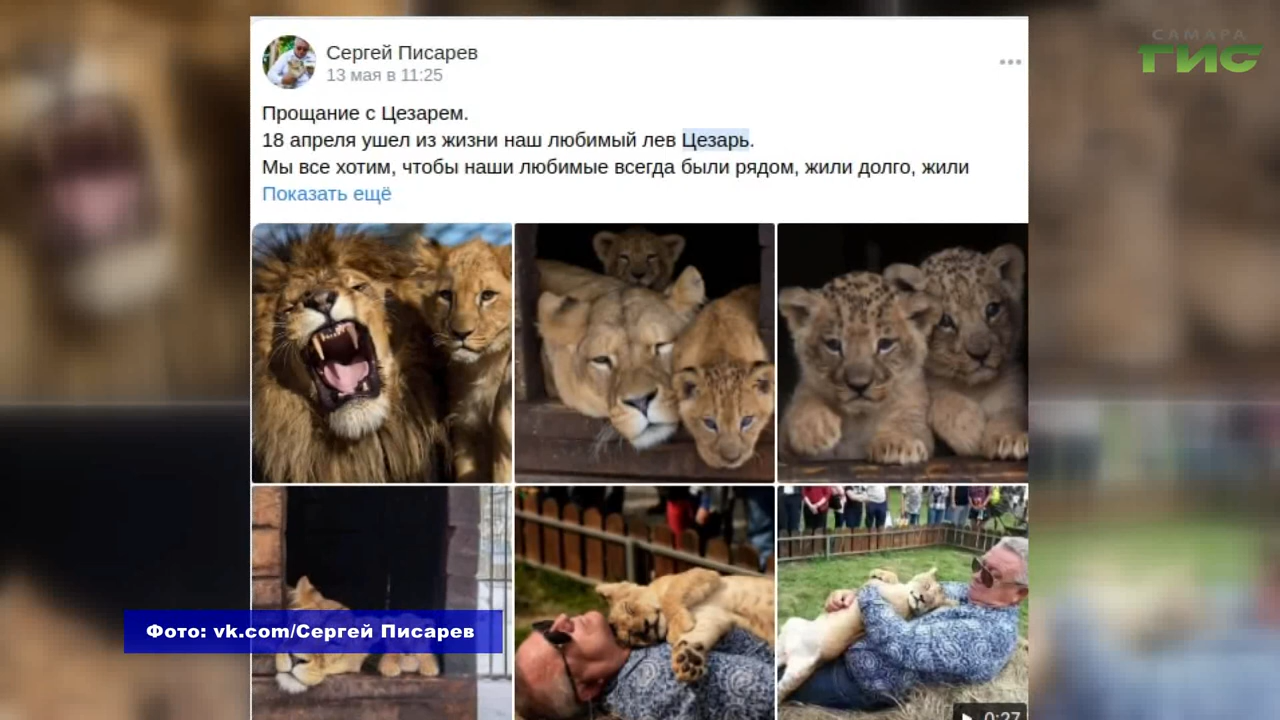 САМАРА
ГИС
Сергей Писарев
13 мая в 11:25
Прощание с Цезарем.
18 апреля ушел из жизни наш любимый лев Цезарь.
Мы все хотим, чтобы наши любимые всегда были рядом, жили долго, жили
Показать ещё
Фото: vk.com/Сергей Писарев
0:27